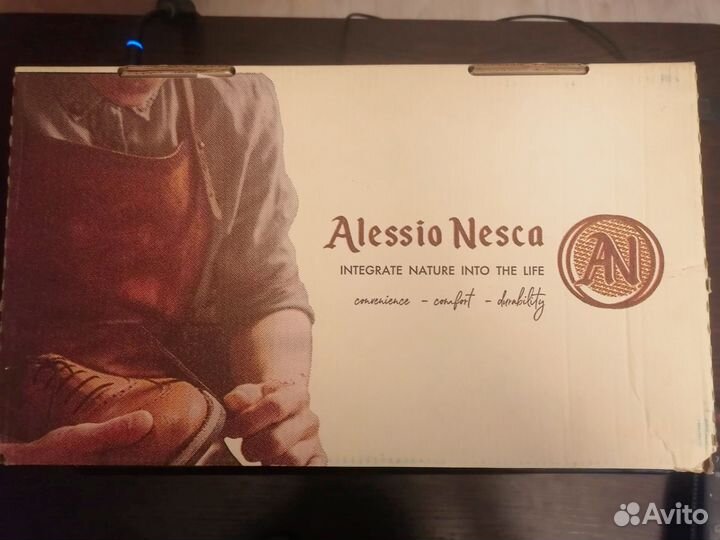 Alessio Nesca
INTEGRATE NATURE INTO THE LIFE
convenience - comfort - durability
AN
Avito